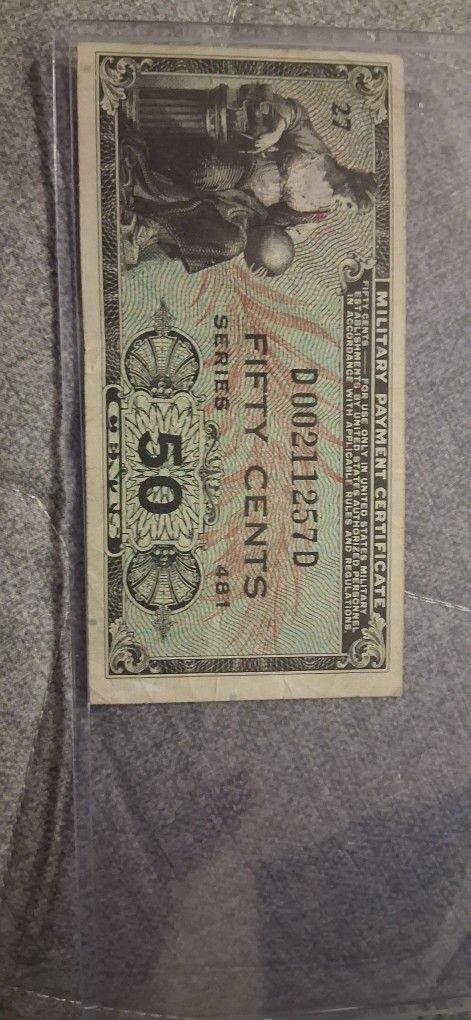 MILITARY PAYMENT CERTIFICATE
FIFTY CENTS — FOR USE ONLY IN UNITED STATES MILITARY
ESTABLISHMENTS BY UNITED STATES AUTHORIZED PERSONNEL
IN ACCORDANCE WITH APPLICABLE RULES AND REGULATIONS
27
D00211257D
FIFTY CENTS
SERIES 481
50
CENTS